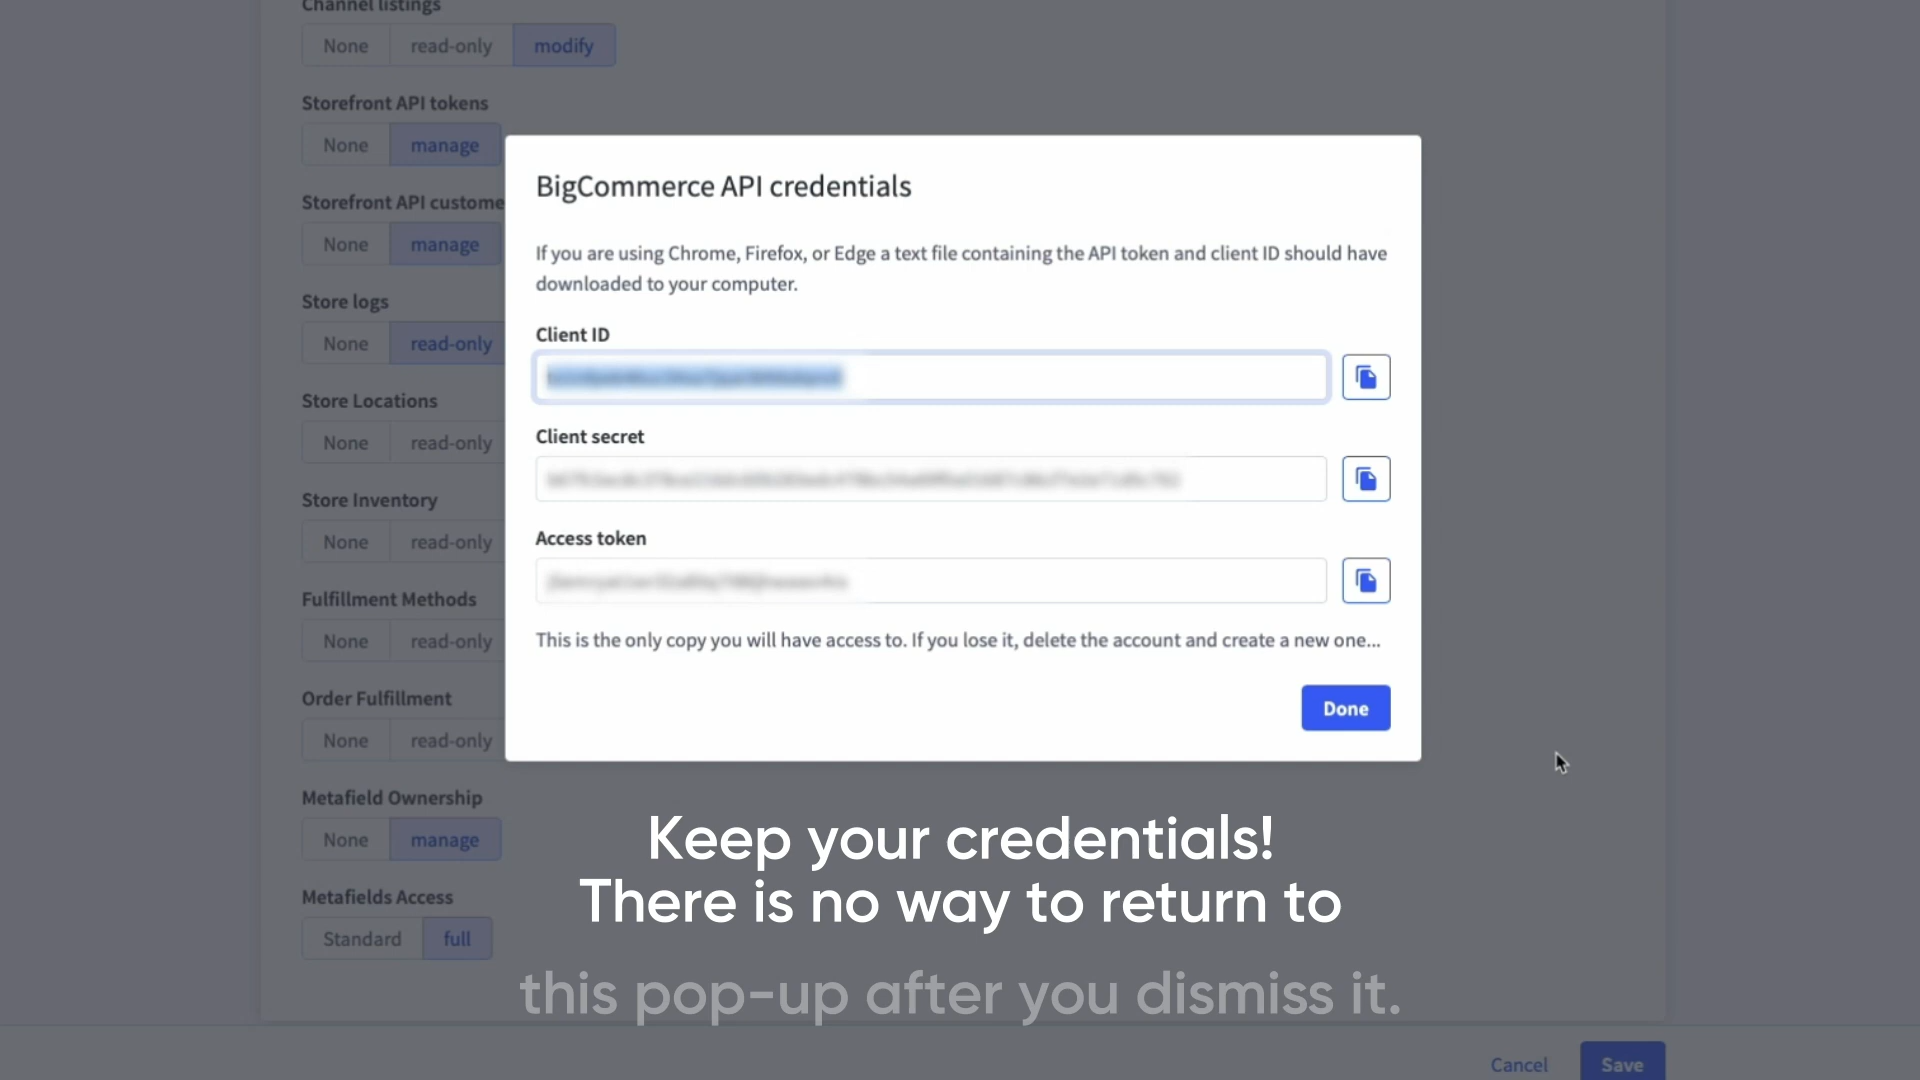 Channel listings
None read-only modify
Storefront API tokens
None manage
Storefront API custome
None manage
Store logs
None read-only
Store Locations
None read-only
Store Inventory
None read-only
Fulfillment Methods
None read-only
Order Fulfillment
None read-only
Metafield Ownership
None manage
Metafields Access
Standard full
BigCommerce API credentials
If you are using Chrome, Firefox, or Edge a text file containing the API token and client ID should have
downloaded to your computer.
Client ID
Client secret
Access token
This is the only copy you will have access to. If you lose it, delete the account and create a new one...
Done
Keep your credentials!
There is no way to return to
this pop-up after you dismiss it.
Cancel Save